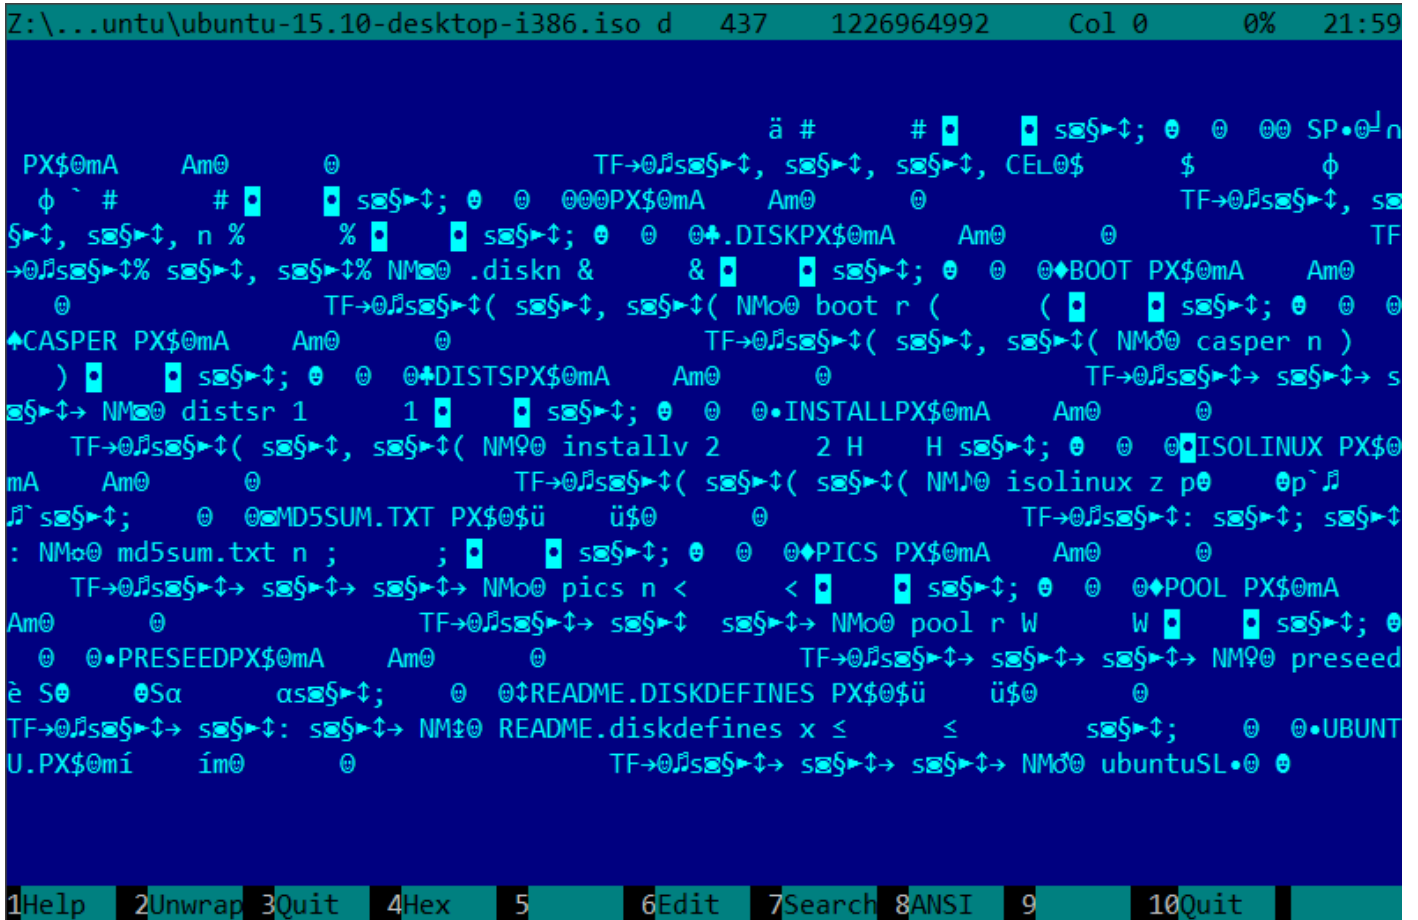 Z:\...untu\ubuntu-15.10-desktop-i386.iso d 437 1226964992 Col 0 0% 21:59
ä # # ◘ ◘ s◙§►↕; ☻ ☺ ☺☺ SP•☺╜∩
PX$☺mA Am☺ ☺ TF→☺♬s◙§►↕, s◙§►↕, s◙§►↕, CE∟☺$ $ ϕ
ϕ ` # # ◘ ◘ s◙§►↕; ☻ ☺ ☺☺☺PX$☺mA Am☺ ☺ TF→☺♬s◙§►↕, s◙
§►↕, s◙§►↕, n % % ◘ ◘ s◙§►↕; ☻ ☺ ☺♣.DISKPX$☺mA Am☺ ☺ TF
→☺♬s◙§►↕% s◙§►↕, s◙§►↕% NM◙☺ .diskn & & ◘ ◘ s◙§►↕; ☻ ☺ ☺♦BOOT PX$☺mA Am☺
☺ TF→☺♬s◙§►↕( s◙§►↕, s◙§►↕( NM○☺ boot r ( ( ◘ ◘ s◙§►↕; ☻ ☺ ☺
♠CASPER PX$☺mA Am☺ ☺ TF→☺♬s◙§►↕( s◙§►↕, s◙§►↕( NM♂☺ casper n )
) ◘ ◘ s◙§►↕; ☻ ☺ ☺♣DISTSPX$☺mA Am☺ ☺ TF→☺♬s◙§►↕→ s◙§►↕→ s
◙§►↕→ NM◙☺ distsr 1 1 ◘ ◘ s◙§►↕; ☻ ☺ ☺•INSTALLPX$☺mA Am☺ ☺
TF→☺♬s◙§►↕( s◙§►↕, s◙§►↕( NM♀☺ installv 2 2 H H s◙§►↕; ☻ ☺ ☺◘ISOLINUX PX$☺
mA Am☺ ☺ TF→☺♬s◙§►↕( s◙§►↕( s◙§►↕( NM♪☺ isolinux z p☻ ☻p`♬
♬`s◙§►↕; ☺ ☺◙MD5SUM.TXT PX$☺$ü ü$☺ ☺ TF→☺♬s◙§►↕: s◙§►↕; s◙§►↕
: NM☼☺ md5sum.txt n ; ; ◘ ◘ s◙§►↕; ☻ ☺ ☺♦PICS PX$☺mA Am☺ ☺
TF→☺♬s◙§►↕→ s◙§►↕→ s◙§►↕→ NM○☺ pics n < < ◘ ◘ s◙§►↕; ☻ ☺ ☺♦POOL PX$☺mA
Am☺ ☺ TF→☺♬s◙§►↕→ s◙§►↕ s◙§►↕→ NM○☺ pool r W W ◘ ◘ s◙§►↕; ☻
☺ ☺•PRESEEDPX$☺mA Am☺ ☺ TF→☺♬s◙§►↕→ s◙§►↕→ s◙§►↕→ NM♀☺ preseed
è S☻ ☻Sα αs◙§►↕; ☺ ☺↕README.DISKDEFINES PX$☺$ü ü$☺ ☺
TF→☺♬s◙§►↕→ s◙§►↕: s◙§►↕→ NM↨☺ README.diskdefines x ≤ ≤ s◙§►↕; ☺ ☺•UBUNT
U.PX$☺mí ím☺ ☺ TF→☺♬s◙§►↕→ s◙§►↕→ s◙§►↕→ NM♂☺ ubuntuSL•☺ ☻
1Help 2Unwrap 3Quit 4Hex 5 6Edit 7Search 8ANSI 9 10Quit